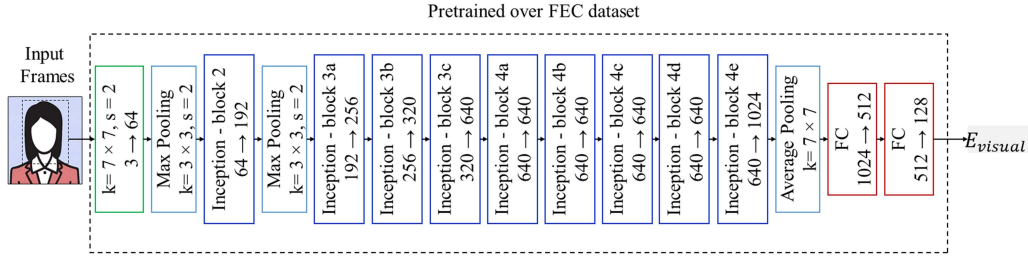 Pretrained over FEC dataset
Input
Frames
k= 7 × 7, s = 2
3 → 64
Max Pooling
k= 3 × 3, s = 2
Inception - block 2
64 → 192
Max Pooling
k= 3 × 3, s = 2
Inception - block 3a
192 → 256
Inception - block 3b
256 → 320
Inception - block 3c
320 → 640
Inception - block 4a
640 → 640
Inception - block 4b
640 → 640
Inception - block 4c
640 → 640
Inception - block 4d
640 → 640
Inception - block 4e
640 → 1024
Average Pooling
k= 7 × 7
FC
1024 → 512
FC
512 → 128
E_visual